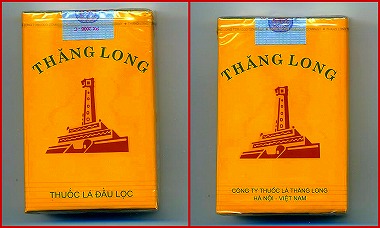 THĂNG LONG
THUỐC LÁ ĐẦU LỌC
THĂNG LONG
CÔNG TY THUỐC LÁ THĂNG LONG
HÀ NỘI - VIỆT NAM